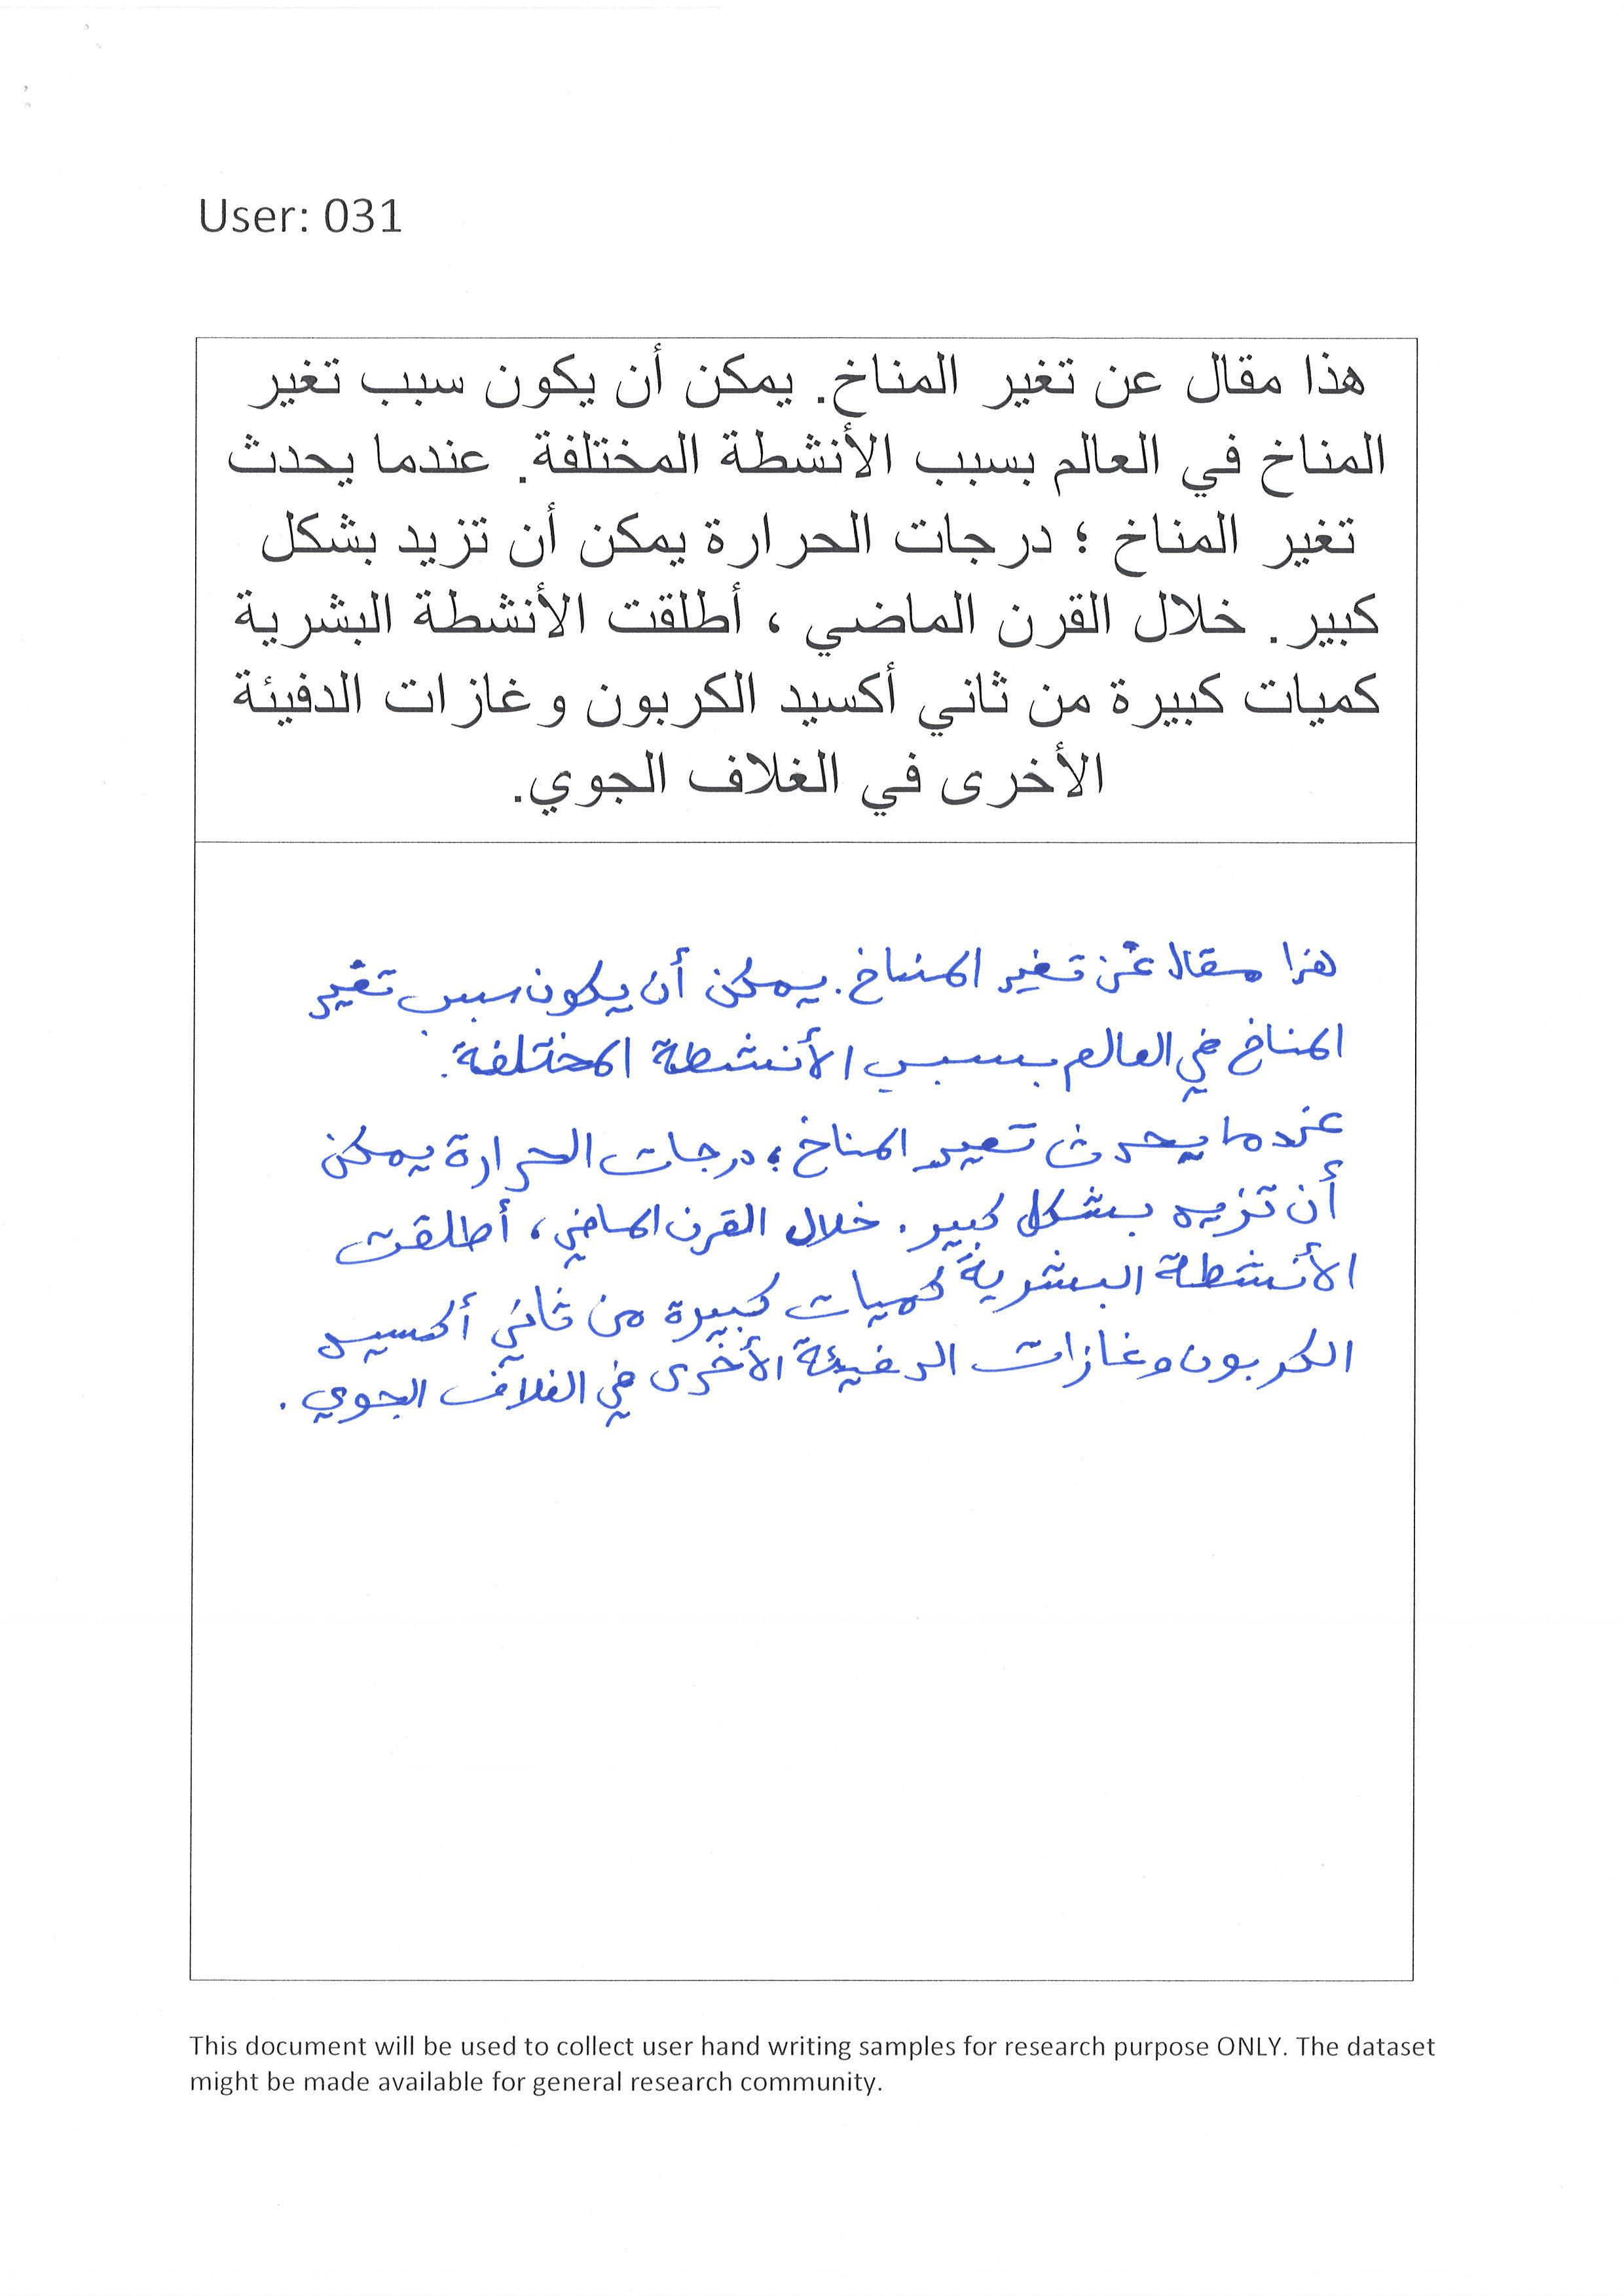 User: 031
هذا مقال عن تغير المناخ. يمكن أن يكون سبب تغير
المناخ في العالم بسبب الأنشطة المختلفة. عندما يحدث
تغير المناخ ؛ درجات الحرارة يمكن أن تزيد بشكل
كبير. خلال القرن الماضي ، أطلقت الأنشطة البشرية
كميات كبيرة من ثاني أكسيد الكربون و غازات الدفيئة
الأخرى في الغلاف الجوي.
هذا مقال عن تغير المناخ. يمكن أن يكون سبب تغير
المناخ في العالم بسبب الأنشطة المختلفة.
عندما يحدث تغير المناخ ؛ درجات الحرارة يمكن
أن تزيد بشكل كبير. خلال القرن الماضي ، أطلقت
الأنشطة البشرية كميات كبيرة من ثاني أكسيد
الكربون و غازات الدفيئة الأخرى في الغلاف الجوي.
This document will be used to collect user hand writing samples for research purpose ONLY. The dataset
might be made available for general research community.